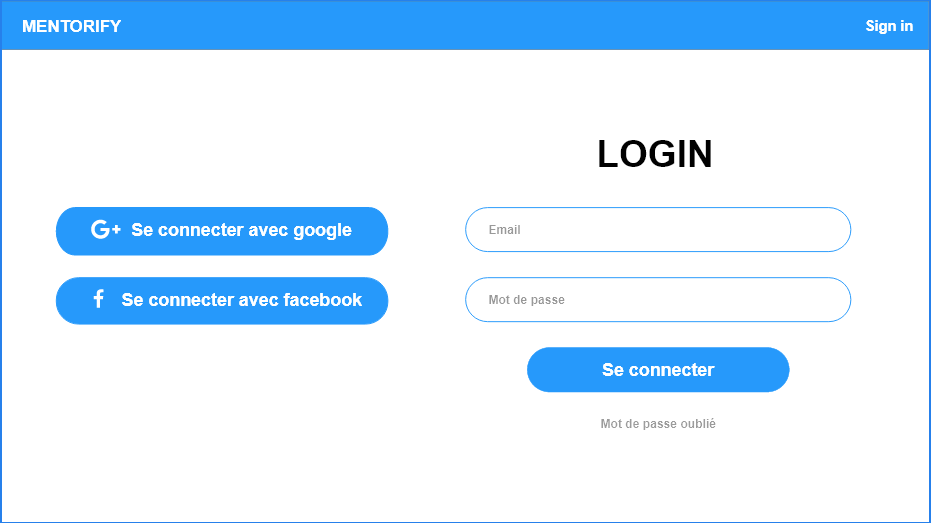 MENTORIFY
Sign in
LOGIN
G+ Se connecter avec google
f Se connecter avec facebook
Email
Mot de passe
Se connecter
Mot de passe oublié